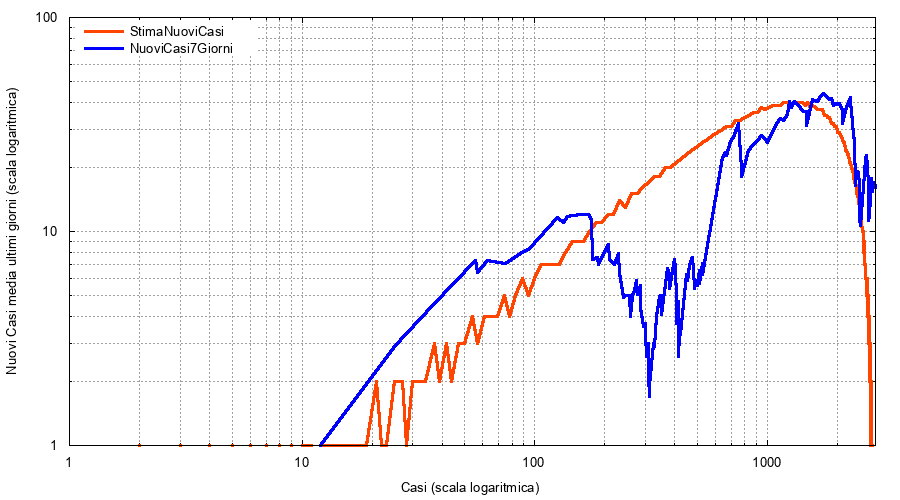 100
StimaNuoviCasi
NuoviCasi7Giorni
Nuovi Casi media ultimi giorni (scala logaritmica)
10
1
1
10
100
1000
Casi (scala logaritmica)